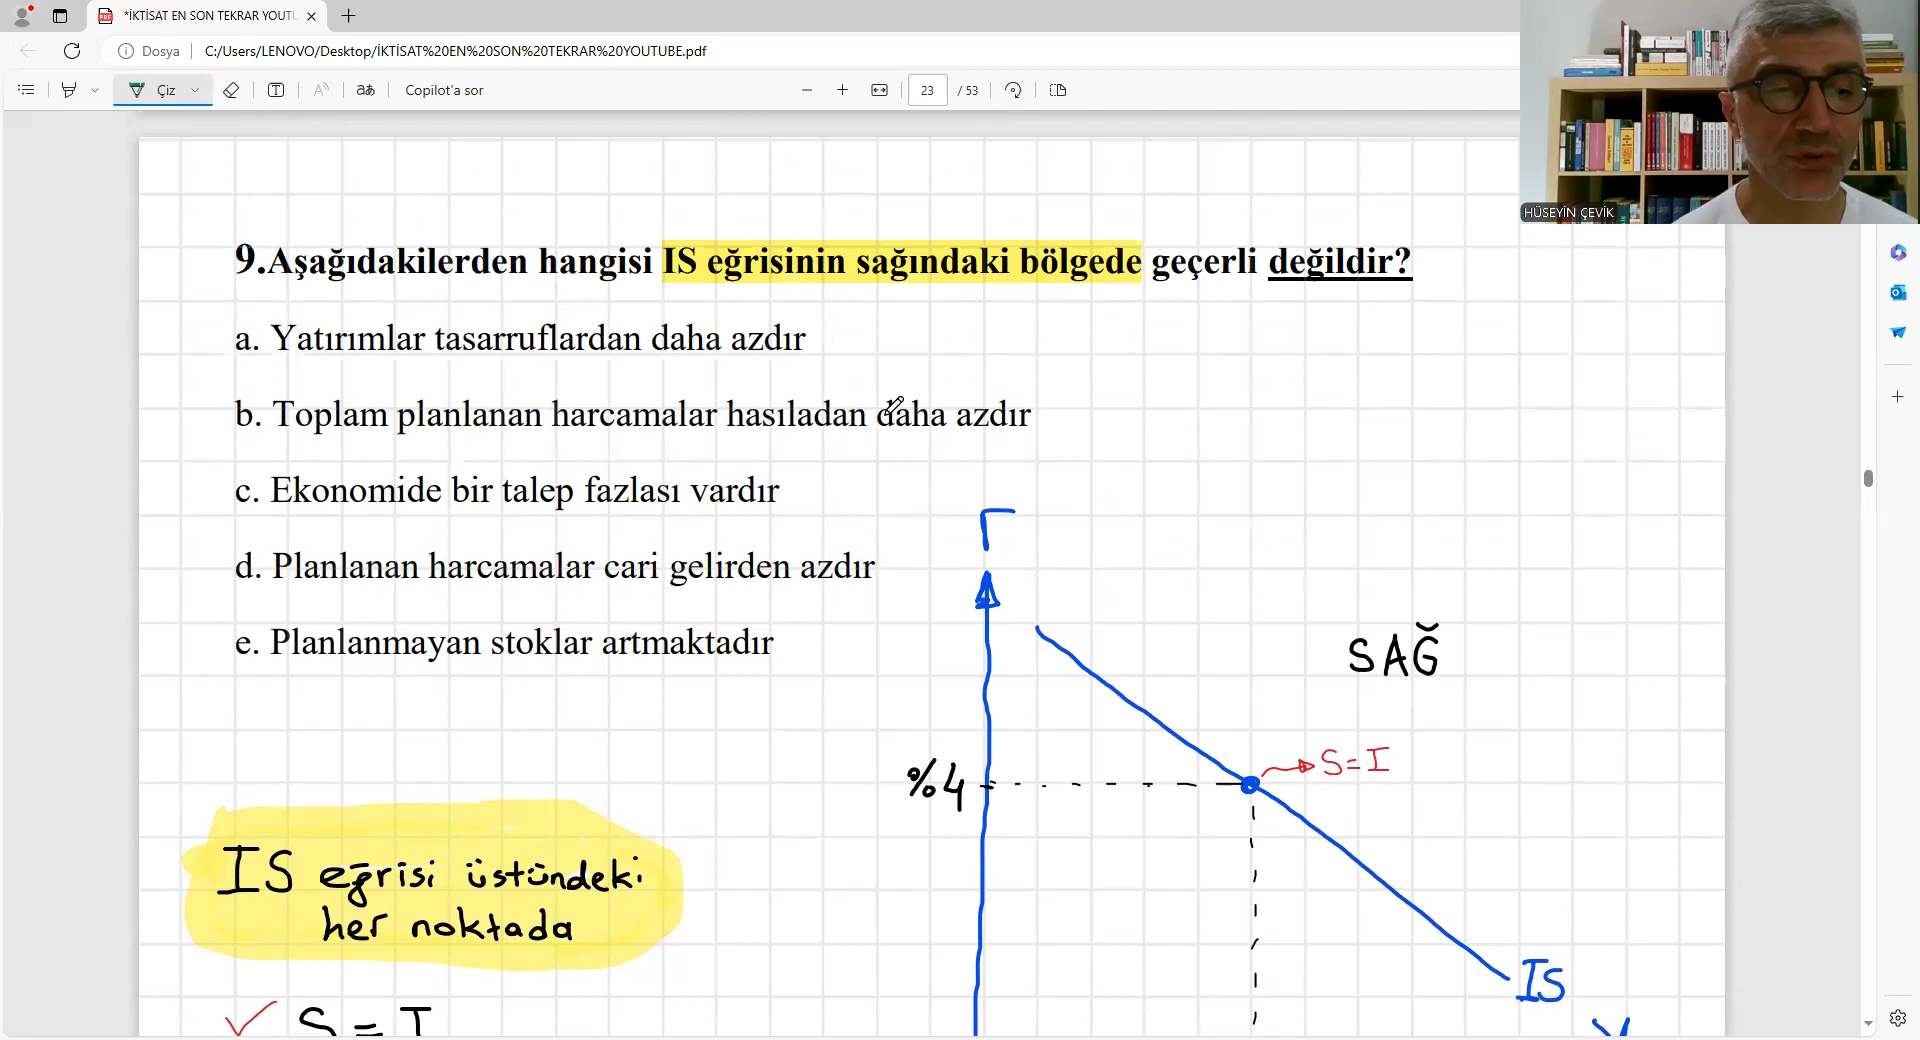 *İKTİSAT EN SON TEKRAR YOUTU
Dosya
C:/Users/LENOVO/Desktop/İKTİSAT%20EN%20SON%20TEKRAR%20YOUTUBE.pdf
Çiz
Copilot'a sor
23 / 53
HÜSEYİN ÇEVİK
9.Aşağıdakilerden hangisi IS eğrisinin sağındaki bölgede geçerli değildir?
a. Yatırımlar tasarruflardan daha azdır
b. Toplam planlanan harcamalar hasıladan daha azdır
c. Ekonomide bir talep fazlası vardır
d. Planlanan harcamalar cari gelirden azdır
e. Planlanmayan stoklar artmaktadır
r
SAĞ
S=I
%4
IS eğrisi üstündeki
her noktada
IS
S = I